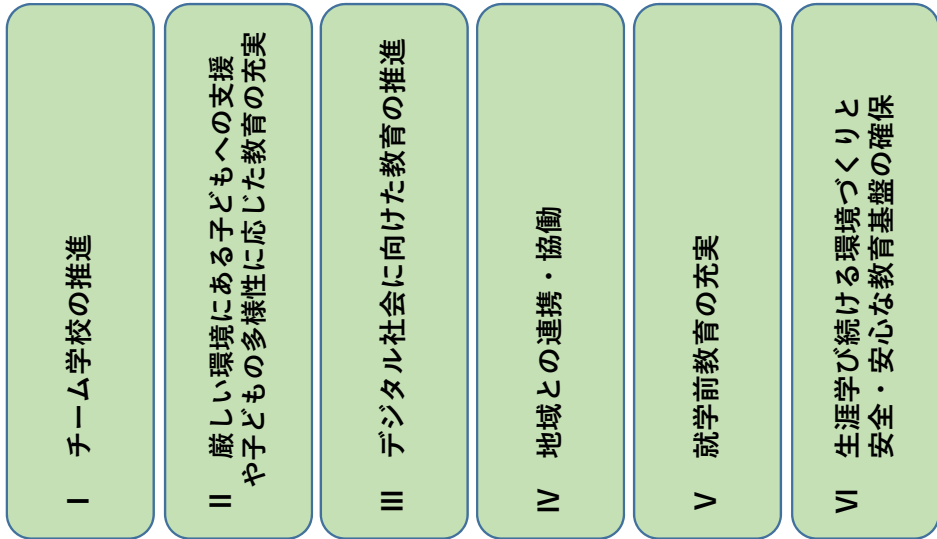 I チーム学校の推進
II 厳しい環境にある子どもへの支援
や子どもの多様性に応じた教育の充実
III デジタル社会に向けた教育の推進
IV 地域との連携・協働
V 就学前教育の充実
VI 生涯学び続ける環境づくりと
安全・安心な教育基盤の確保